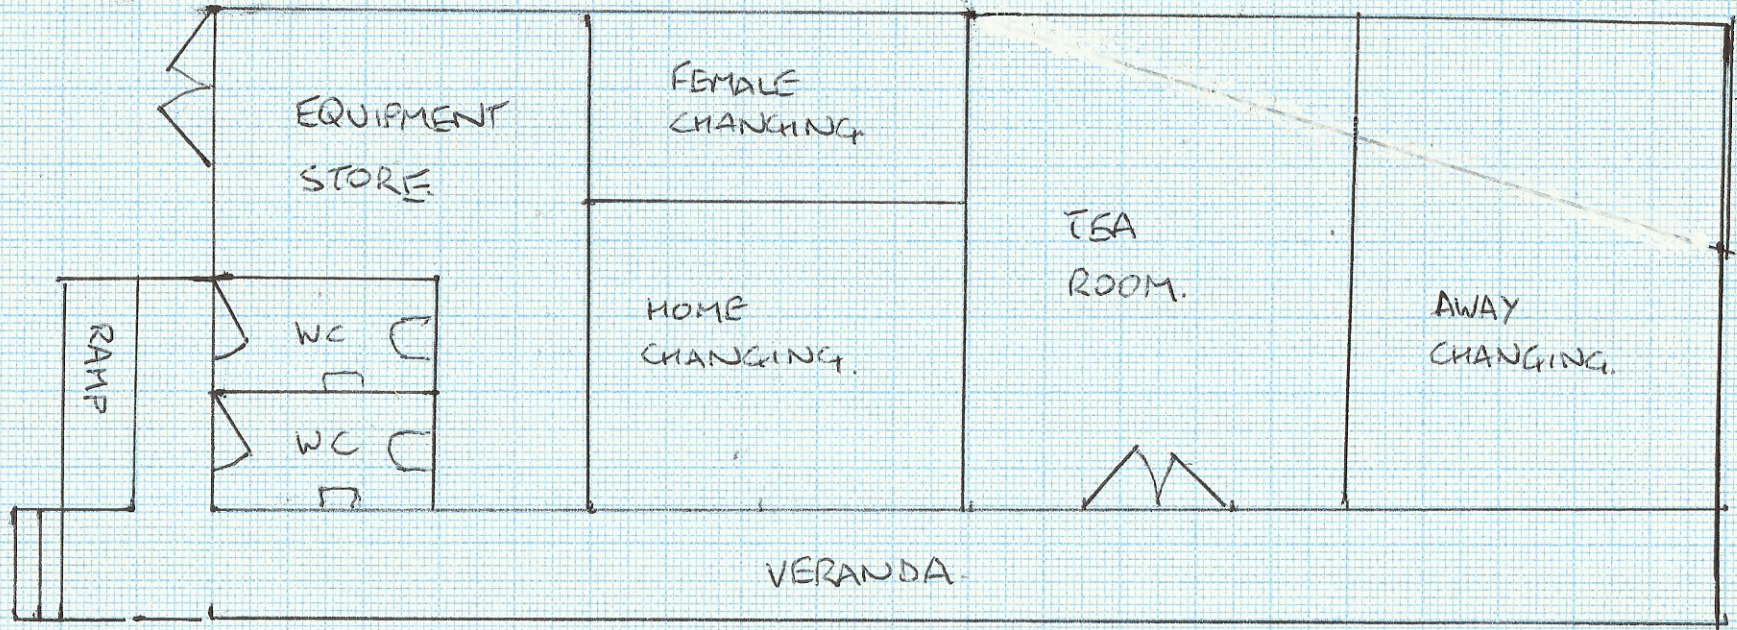 EQUIPMENT
STORE.
FEMALE
CHANGING.
TEA
ROOM.
HOME
CHANGING.
AWAY
CHANGING.
RAMP
WC
WC
VERANDA.